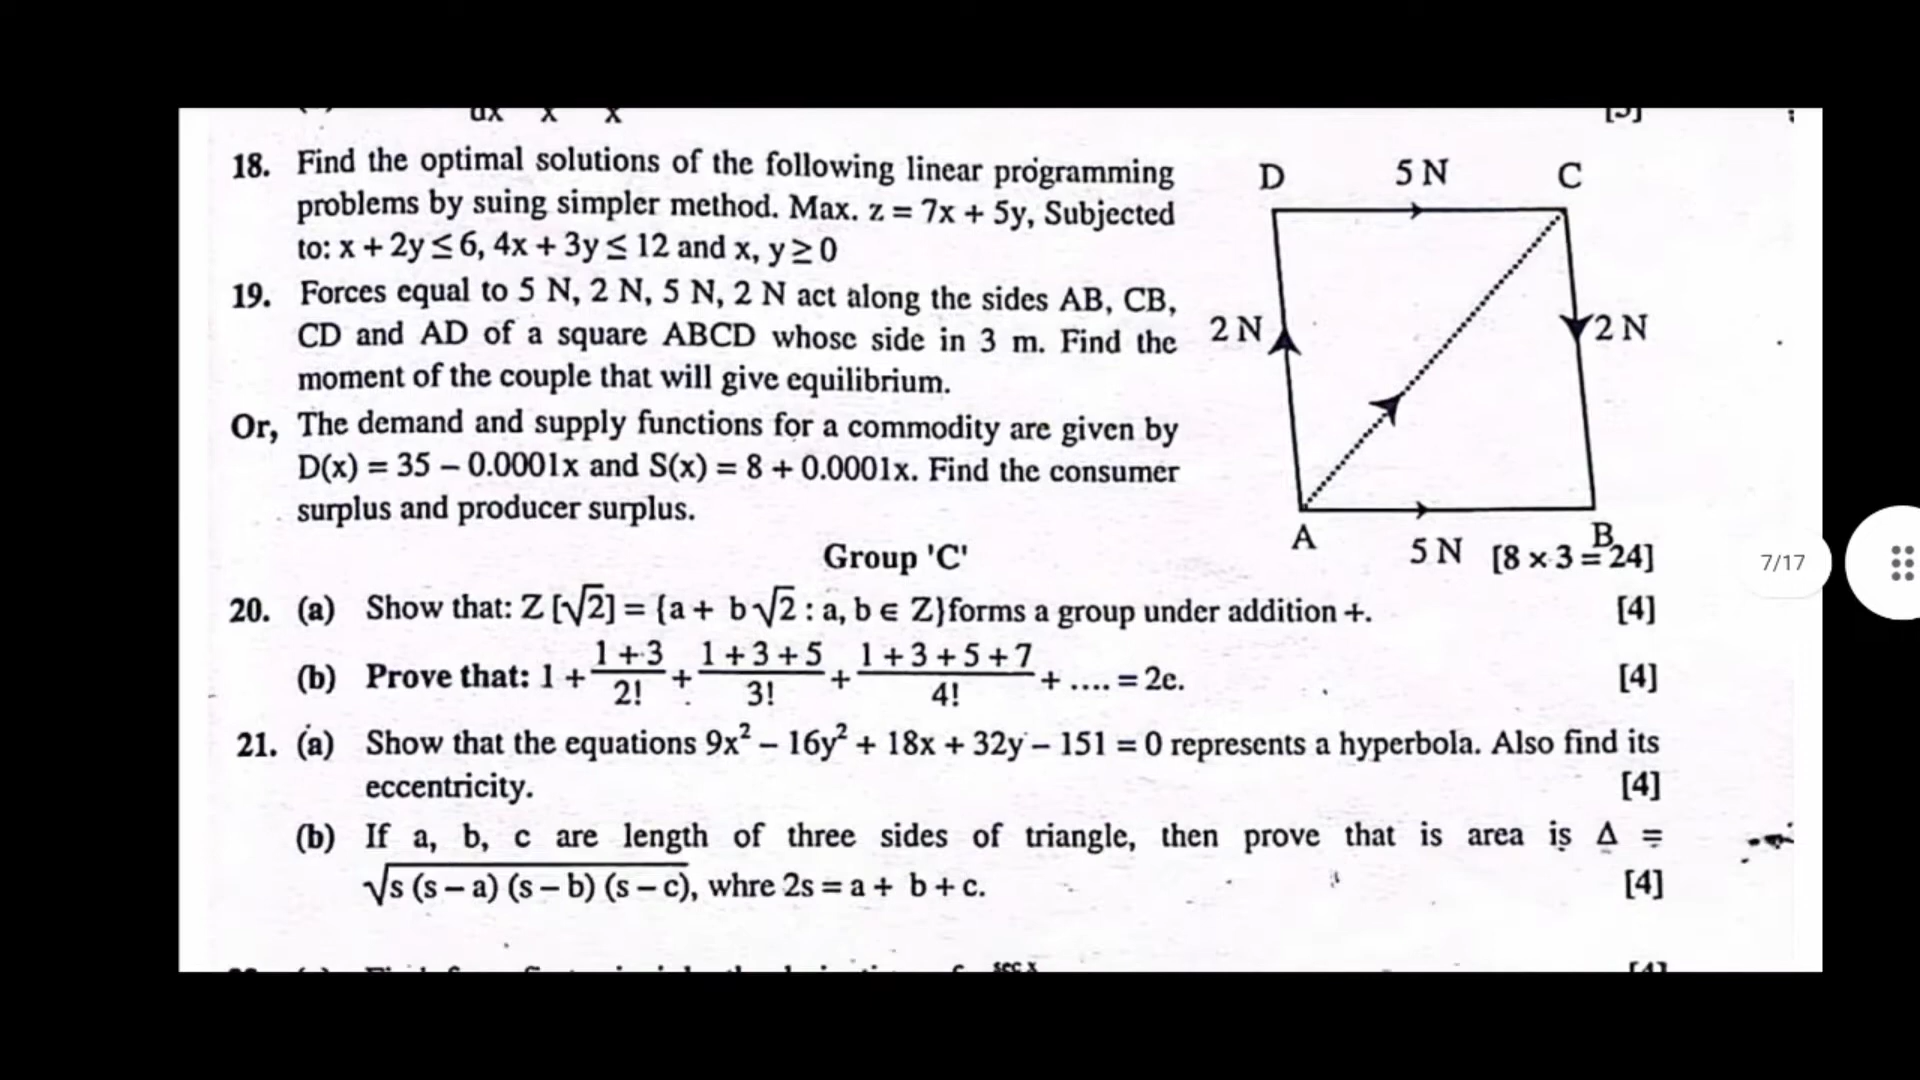 18. Find the optimal solutions of the following linear programming
problems by suing simpler method. Max. z = 7x + 5y, Subjected
to: x + 2y ≤ 6, 4x + 3y ≤ 12 and x, y ≥ 0
19. Forces equal to 5 N, 2 N, 5 N, 2 N act along the sides AB, CB,
CD and AD of a square ABCD whose side in 3 m. Find the
moment of the couple that will give equilibrium.
Or, The demand and supply functions for a commodity are given by
D(x) = 35 – 0.0001x and S(x) = 8 + 0.0001x. Find the consumer
surplus and producer surplus.
D 5 N C
2 N 2 N
A 5 N B
[8 × 3 = 24]
Group 'C'
20. (a) Show that: Z [√2] = {a + b√2 : a, b ∈ Z}forms a group under addition +. [4]
(b) Prove that: 1 + (1+3)/2! + (1+3+5)/3! + (1+3+5+7)/4! + .... = 2e. [4]
21. (a) Show that the equations 9x² – 16y² + 18x + 32y – 151 = 0 represents a hyperbola. Also find its
eccentricity. [4]
(b) If a, b, c are length of three sides of triangle, then prove that is area is Δ =
√s (s – a) (s – b) (s – c), whre 2s = a + b + c. [4]
7/17